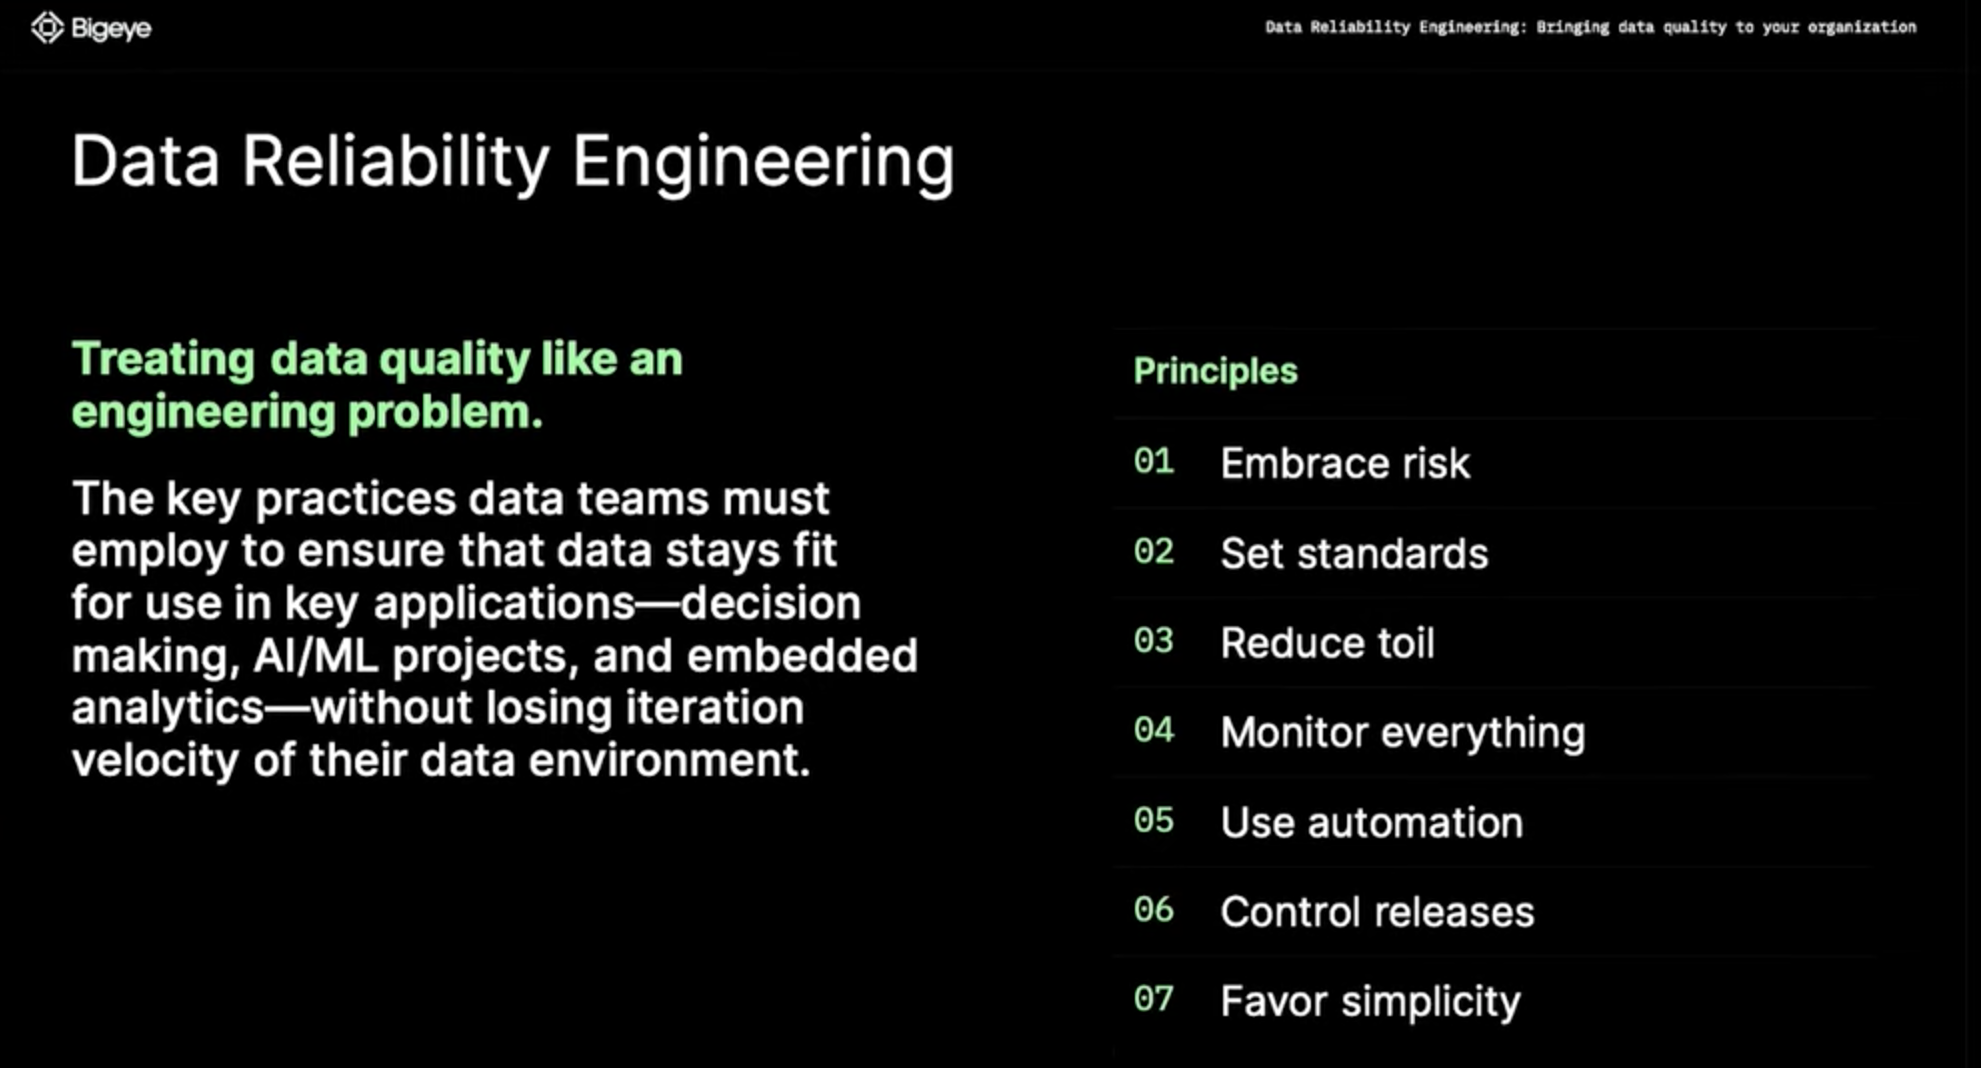 Bigeye
Data Reliability Engineering: Bringing data quality to your organization
Data Reliability Engineering
Treating data quality like an
engineering problem.
The key practices data teams must
employ to ensure that data stays fit
for use in key applications—decision
making, AI/ML projects, and embedded
analytics—without losing iteration
velocity of their data environment.
Principles
01 Embrace risk
02 Set standards
03 Reduce toil
04 Monitor everything
05 Use automation
06 Control releases
07 Favor simplicity